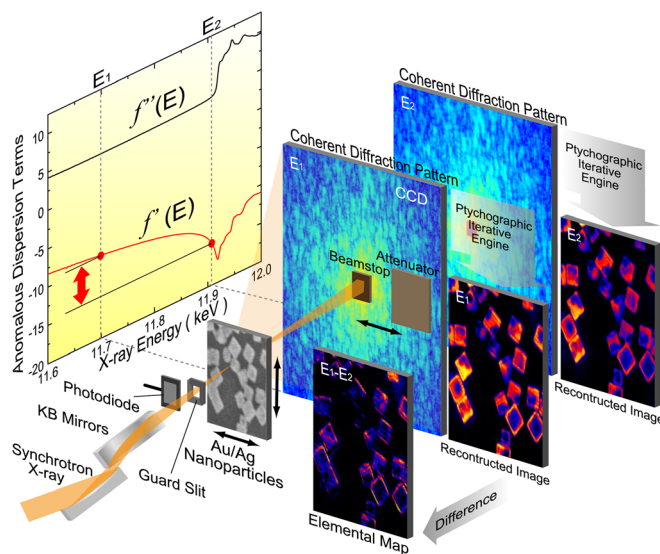 E1
E2
f''(E)
f'(E)
Anomalous Dispersion Terms
10
5
0
-5
-10
-15
-20
11.6
11.7
11.8
11.9
12.0
X-ray Energy ( keV )
Coherent Diffraction Pattern
E2
Ptychographic
Iterative
Engine
Coherent Diffraction Pattern
E1
CCD
Ptychographic
Iterative
Engine
Beamstop
Attenuator
E2
Recontructed Image
E1
Recontructed Image
E1-E2
Elemental Map
Difference
Photodiode
KB Mirrors
Synchrotron
X-ray
Guard Slit
Au/Ag
Nanoparticles